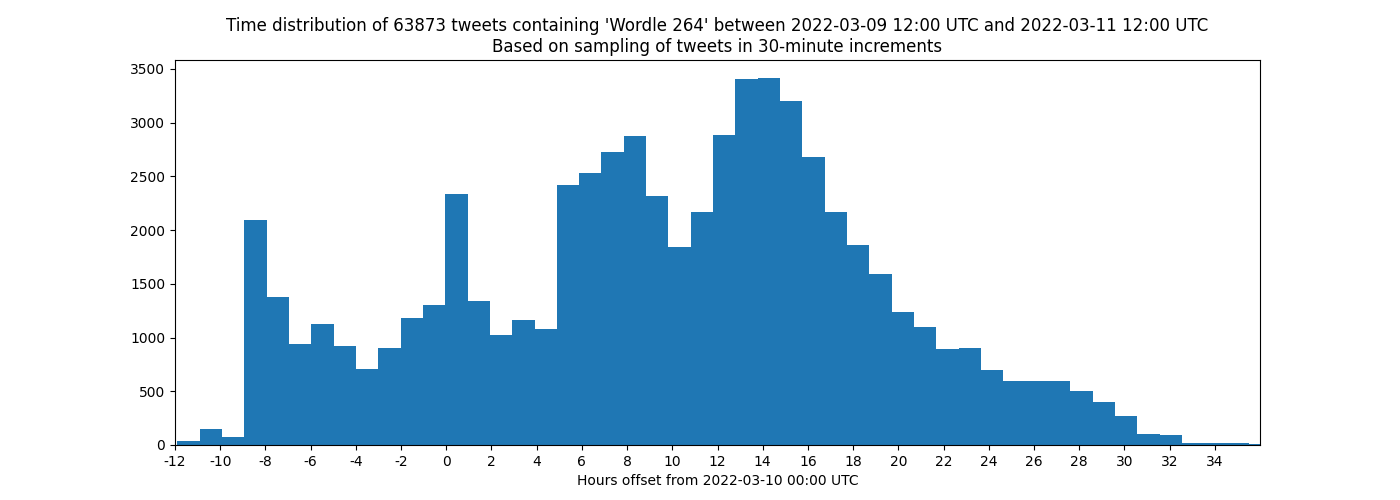 Time distribution of 63873 tweets containing 'Wordle 264' between 2022-03-09 12:00 UTC and 2022-03-11 12:00 UTC
Based on sampling of tweets in 30-minute increments
3500
3000
2500
2000
1500
1000
500
0
-12 -10 -8 -6 -4 -2 0 2 4 6 8 10 12 14 16 18 20 22 24 26 28 30 32 34
Hours offset from 2022-03-10 00:00 UTC